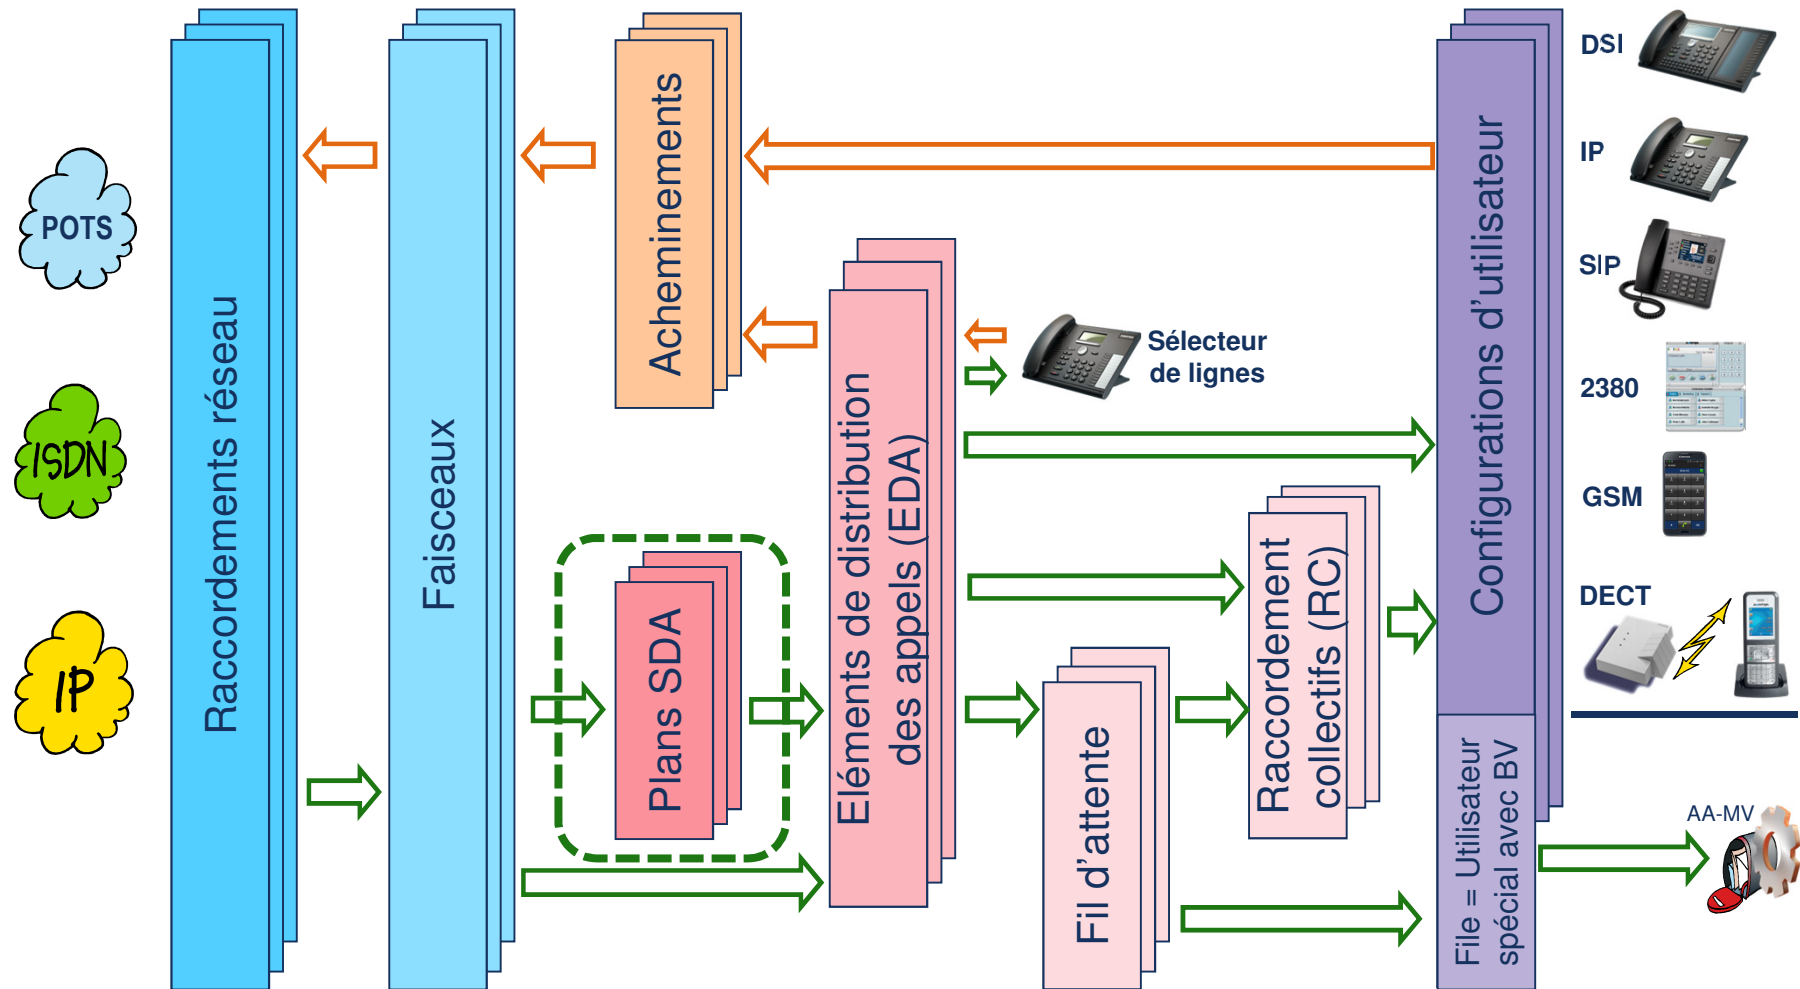 POTS
ISDN
IP
Raccordements réseau
Faisceaux
Acheminements
Plans SDA
Eléments de distribution
des appels (EDA)
Sélecteur
de lignes
Fil d'attente
Raccordement
collectifs (RC)
Configurations d'utilisateur
File = Utilisateur
spécial avec BV
DSI
IP
SIP
2380
GSM
DECT
AA-MV